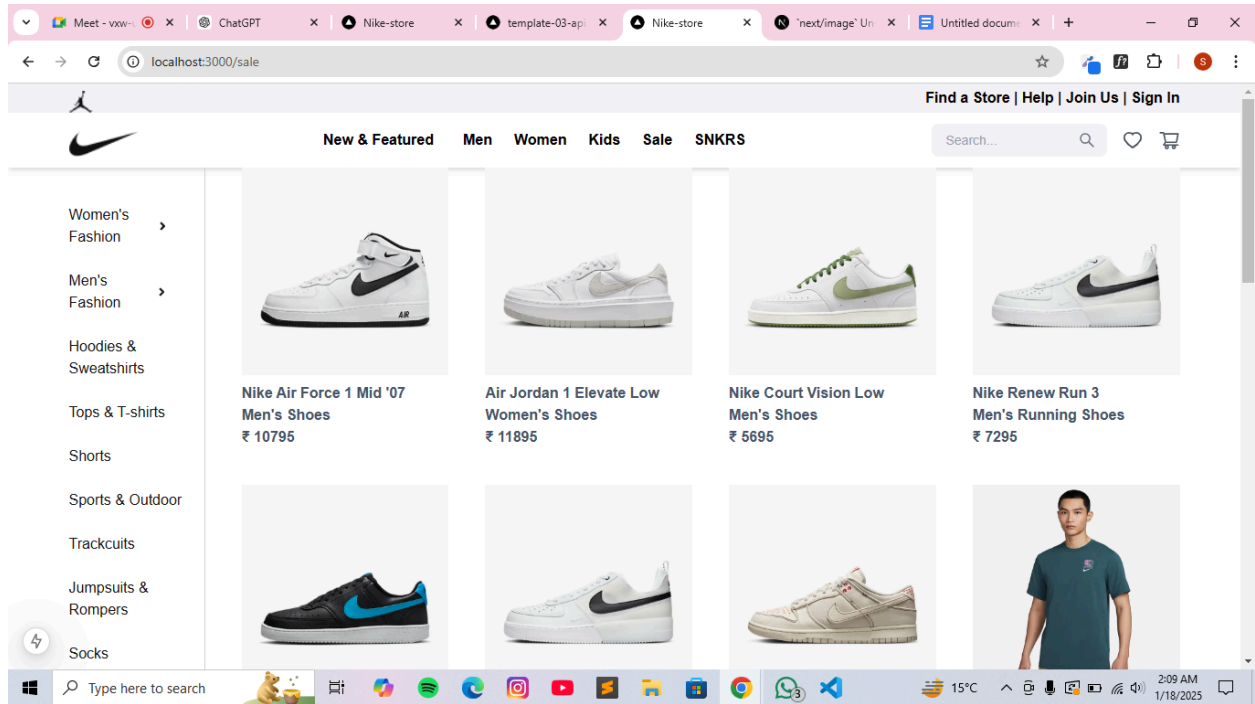 Meet - vxw-u
ChatGPT
Nike-store
template-03-api
Nike-store
`next/image` Un
Untitled docume
localhost:3000/sale
S
Find a Store | Help | Join Us | Sign In
New & Featured Men Women Kids Sale SNKRS
Search...
Women's
Fashion
Men's
Fashion
Hoodies &
Sweatshirts
Tops & T-shirts
Shorts
Sports & Outdoor
Trackcuits
Jumpsuits &
Rompers
Socks
AIR
Nike Air Force 1 Mid '07
Men's Shoes
₹ 10795
Air Jordan 1 Elevate Low
Women's Shoes
₹ 11895
Nike Court Vision Low
Men's Shoes
₹ 5695
Nike Renew Run 3
Men's Running Shoes
₹ 7295
Type here to search
3
15°C
2:09 AM
1/18/2025